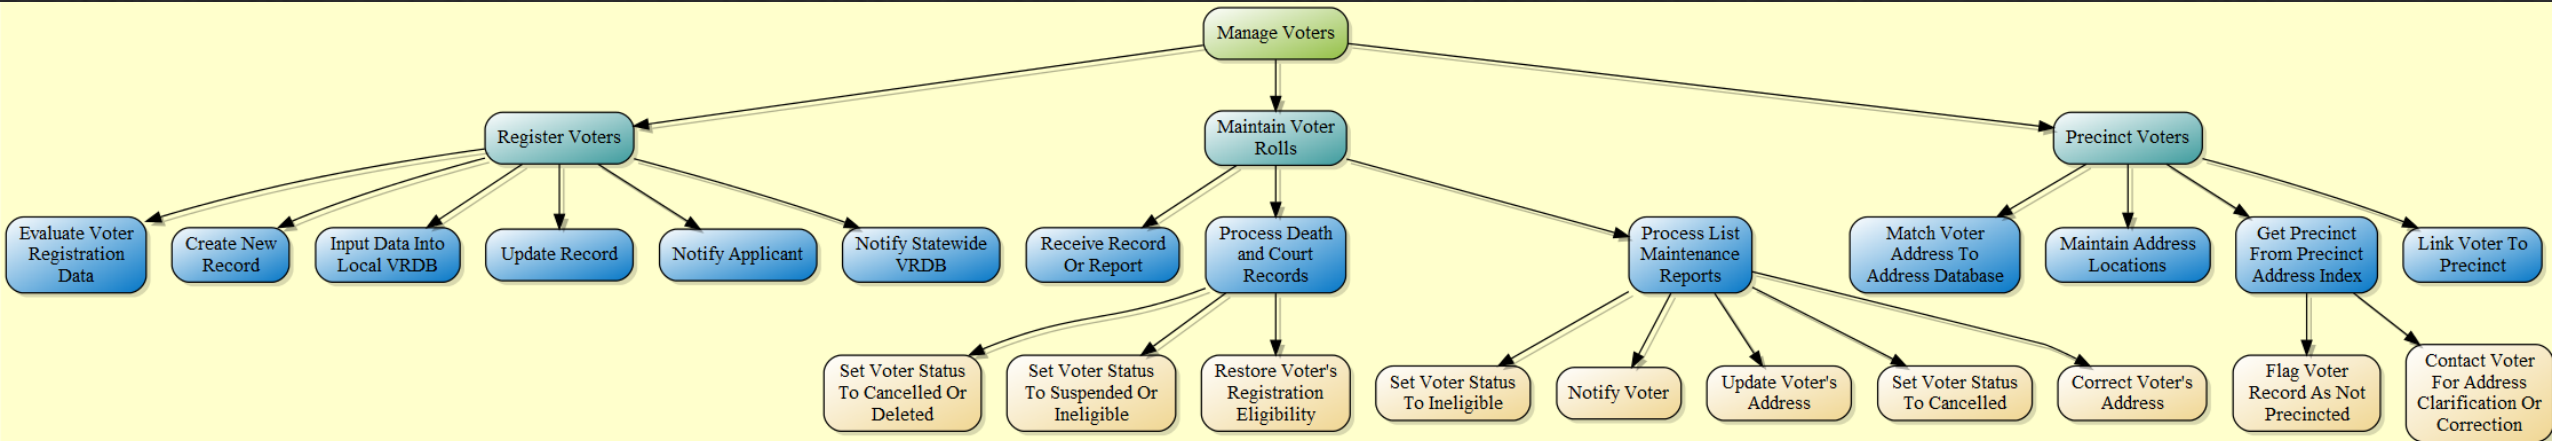 Manage Voters
Register Voters
Maintain Voter
Rolls
Precinct Voters
Evaluate Voter
Registration
Data
Create New
Record
Input Data Into
Local VRDB
Update Record
Notify Applicant
Notify Statewide
VRDB
Receive Record
Or Report
Process Death
and Court
Records
Process List
Maintenance
Reports
Match Voter
Address To
Address Database
Maintain Address
Locations
Get Precinct
From Precinct
Address Index
Link Voter To
Precinct
Set Voter Status
To Cancelled Or
Deleted
Set Voter Status
To Suspended Or
Ineligible
Restore Voter's
Registration
Eligibility
Set Voter Status
To Ineligible
Notify Voter
Update Voter's
Address
Set Voter Status
To Cancelled
Correct Voter's
Address
Flag Voter
Record As Not
Precincted
Contact Voter
For Address
Clarification Or
Correction